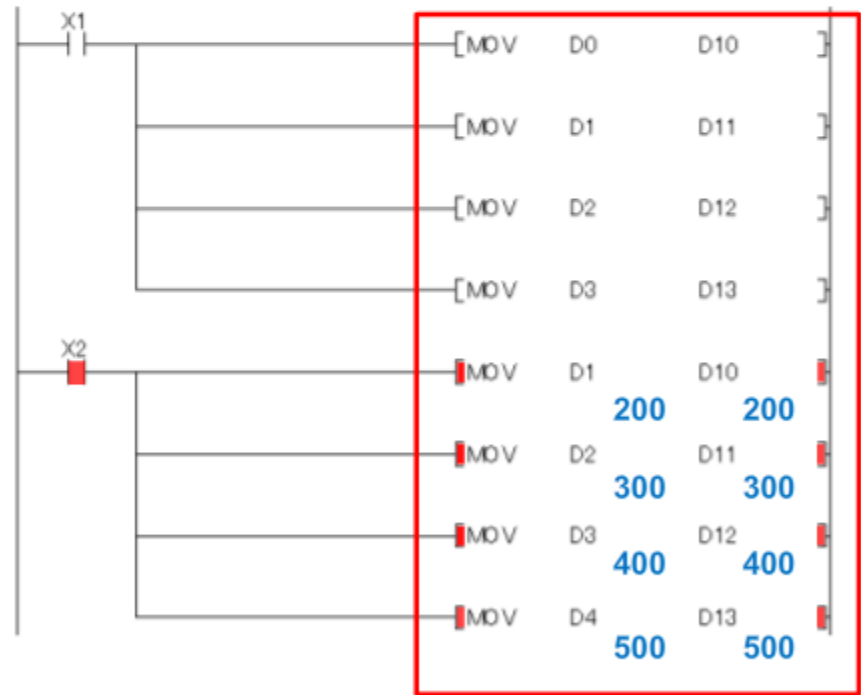 X1
[MOV D0 D10 ]
[MOV D1 D11 ]
[MOV D2 D12 ]
[MOV D3 D13 ]
X2
[MOV D1 D10 ]
200 200
[MOV D2 D11 ]
300 300
[MOV D3 D12 ]
400 400
[MOV D4 D13 ]
500 500